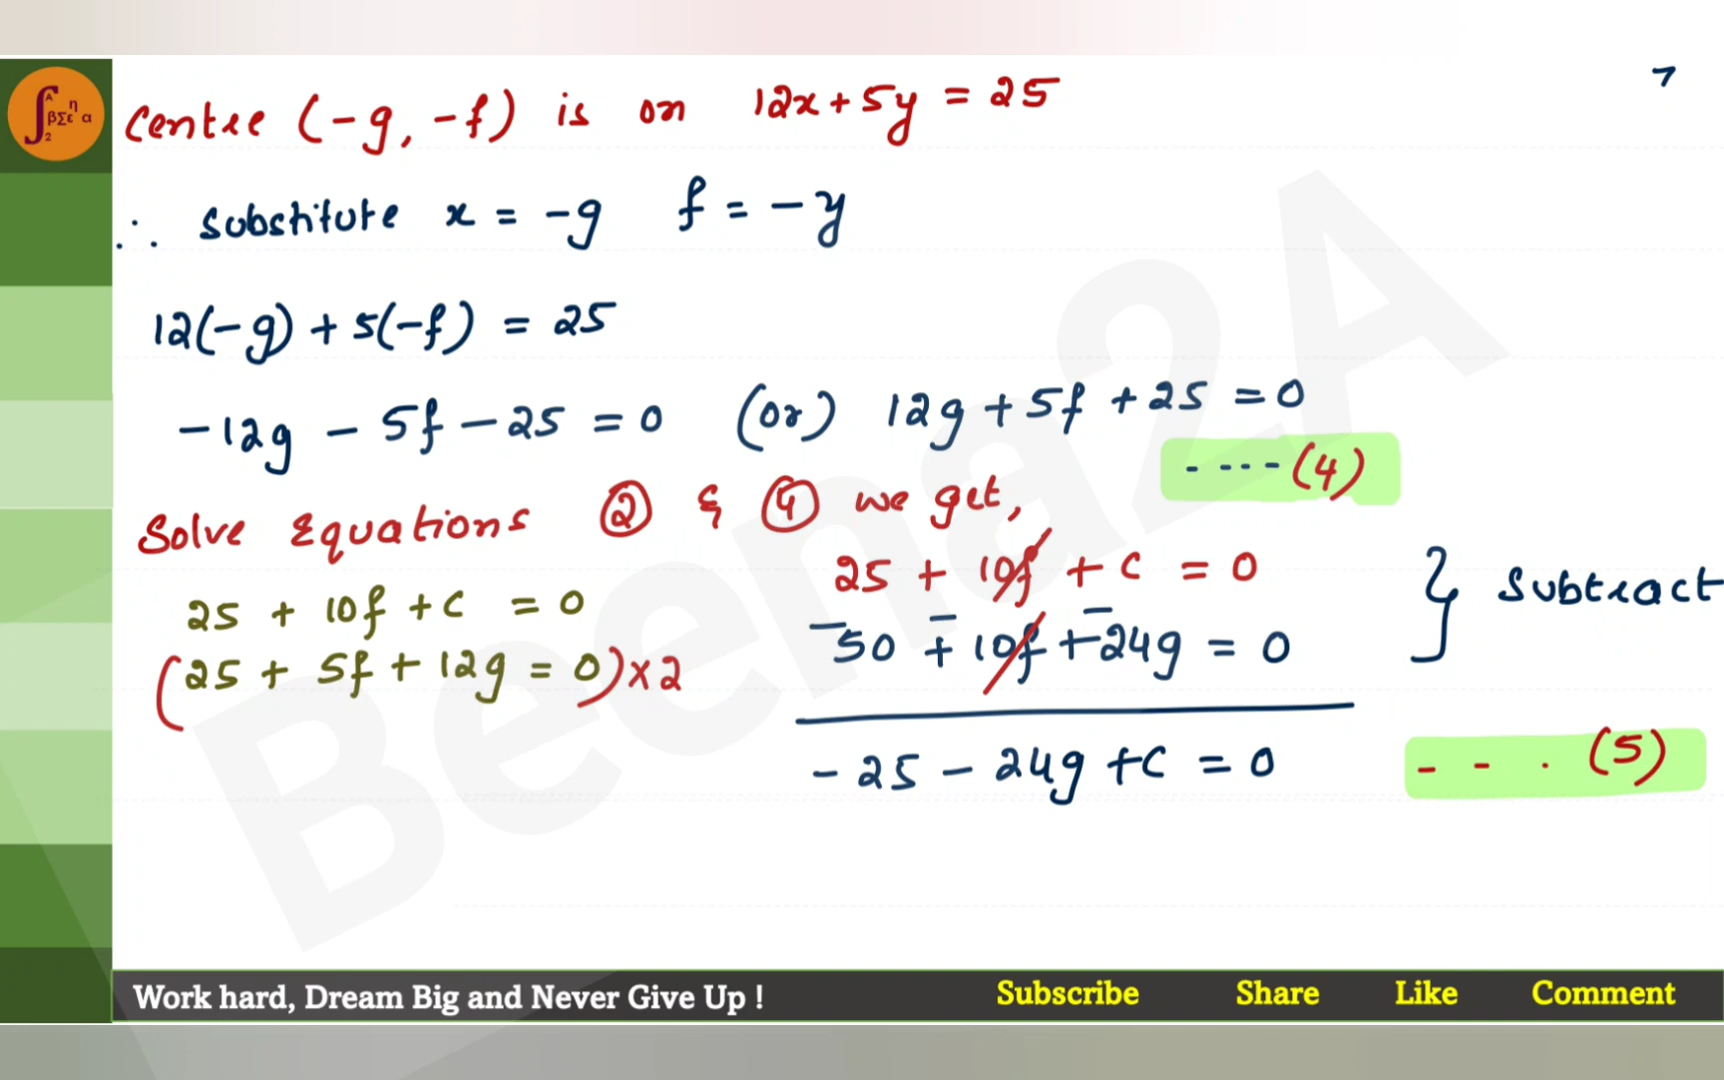 centre (-g, -f) is on 12x + 5y = 25
∴ substitute x = -g f = -y
12(-g) + 5(-f) = 25
-12g - 5f - 25 = 0 (or) 12g + 5f + 25 = 0
- - - - (4)
Solve Equations ② & ④ we get,
25 + 10f + c = 0
(25 + 5f + 12g = 0) × 2
25 + 10f + c = 0
50 + 10f + 24g = 0
} Subtract
- 25 - 24g + c = 0 - - . (5)
Beena2A
Work hard, Dream Big and Never Give Up ! Subscribe Share Like Comment